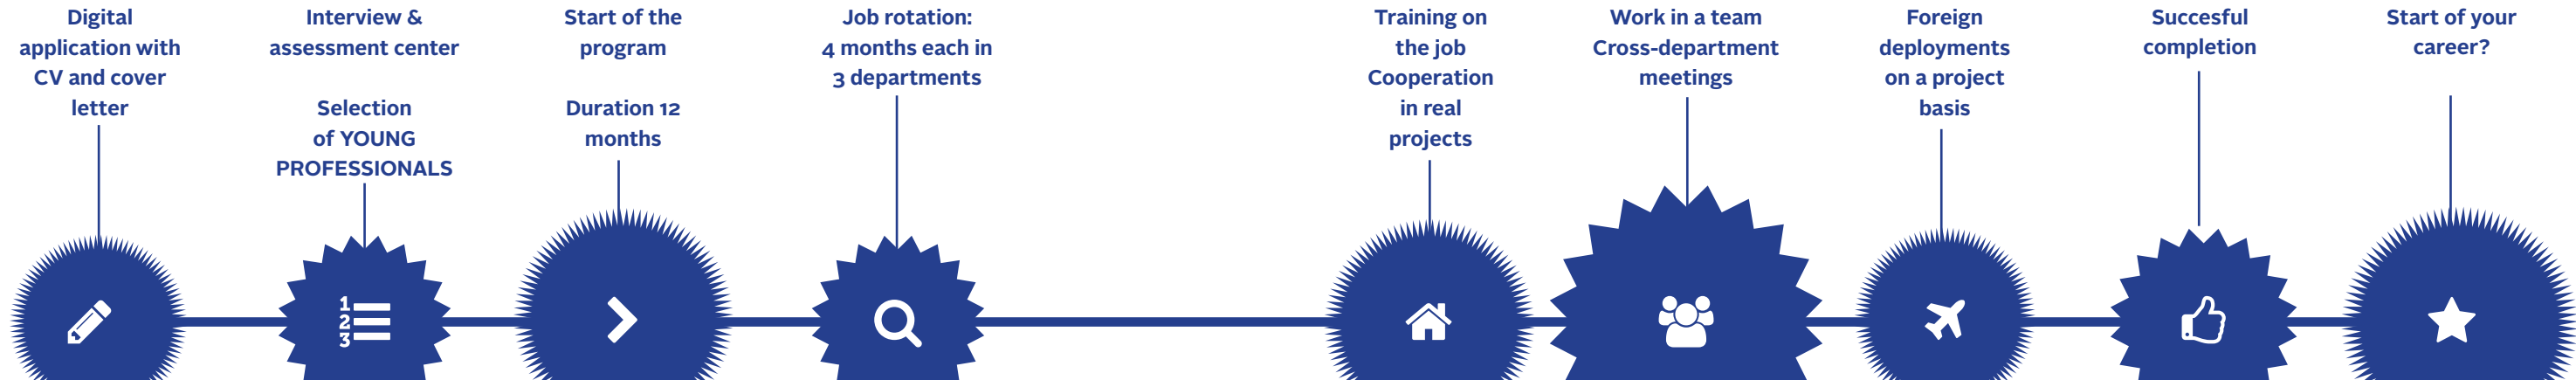 Digital
application with
CV and cover
letter
Interview &
assessment center
Selection
of YOUNG
PROFESSIONALS
Start of the
program
Duration 12
months
Job rotation:
4 months each in
3 departments
Training on
the job
Cooperation
in real
projects
Work in a team
Cross-department
meetings
Foreign
deployments
on a project
basis
Succesful
completion
Start of your
career?
1
2
3